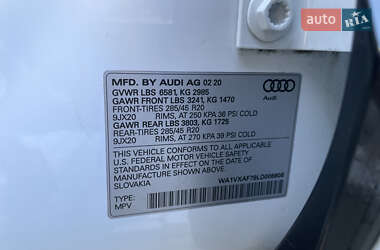 auto RIA.com
MFD. BY AUDI AG 02 20
GVWR LBS 6581, KG 2985
GAWR FRONT LBS 3241, KG 1470
FRONT-TIRES 285/45 R20
9JX20 RIMS, AT 250 KPA 36 PSI COLD
GAWR REAR LBS 3803, KG 1725
REAR-TIRES 285/45 R20
9JX20 RIMS, AT 270 KPA 39 PSI COLD
Audi
THIS VEHICLE CONFORMS TO ALL APPLICABLE
U.S. FEDERAL MOTOR VEHICLE SAFETY
STANDARDS IN EFFECT ON THE DATE OF
MANUFACTURE SHOWN ABOVE.
SLOVAKIA
TYPE:
MPV